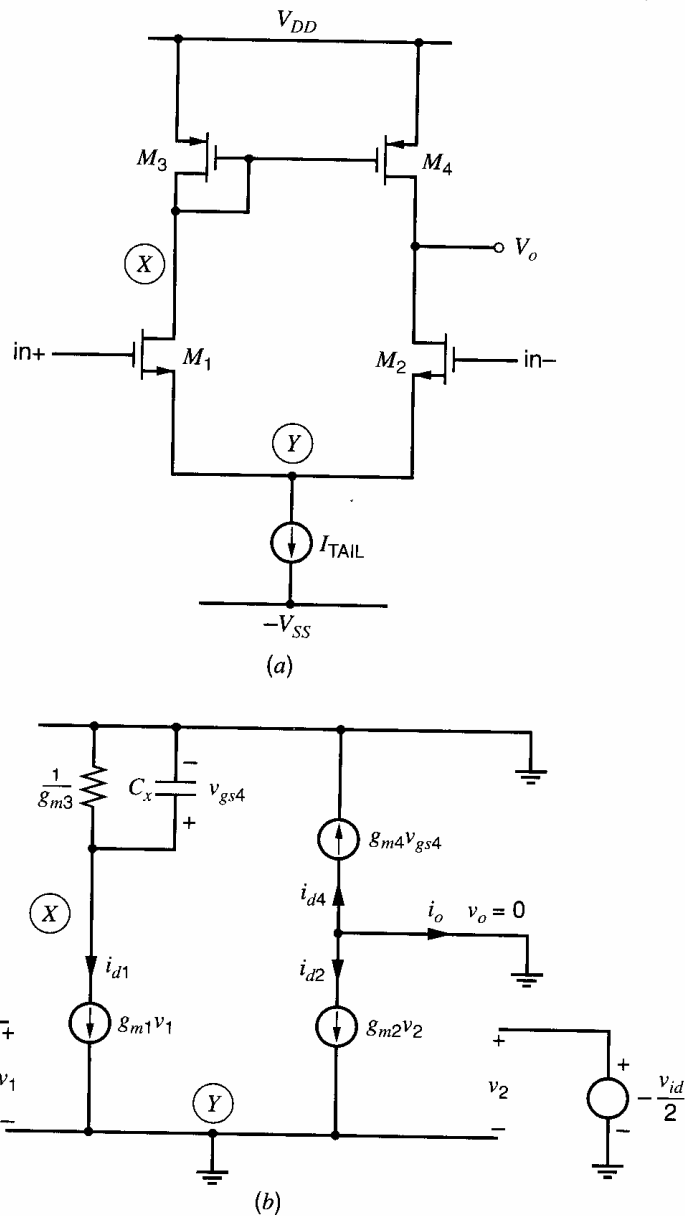 V_DD
M_3
M_4
X
V_o
in+
M_1
M_2
in−
Y
I_TAIL
−V_SS
(a)
1/g_m3
C_x
−
v_gs4
+
g_m4 v_gs4
X
i_d4
i_o
v_o = 0
i_d1
i_d2
+
g_m1 v_1
g_m2 v_2
+
+
v_1
v_2
−v_id/2
−
Y
−
−
(b)